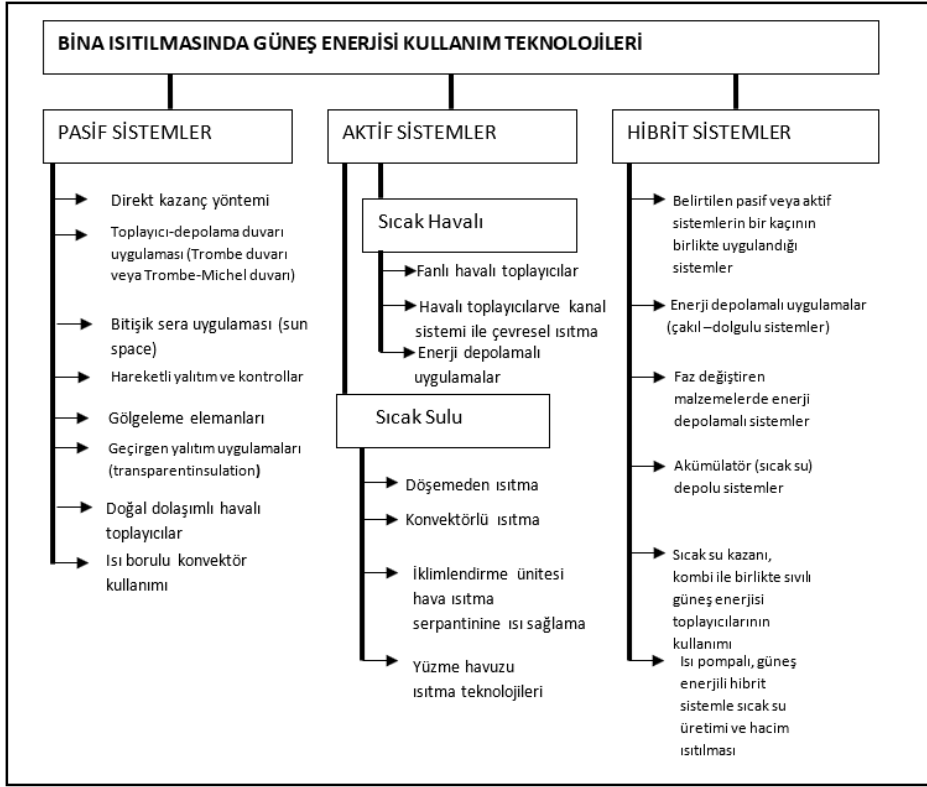 BİNA ISITILMASINDA GÜNEŞ ENERJİSİ KULLANIM TEKNOLOJİLERİ
PASİF SİSTEMLER
Direkt kazanç yöntemi
Toplayıcı-depolama duvarı
uygulaması (Trombe duvarı
veya Trombe-Michel duvarı)
Bitişik sera uygulaması (sun
space)
Hareketli yalıtım ve kontrollar
Gölgeleme elemanları
Geçirgen yalıtım uygulamaları
(transparentinsulation)
Doğal dolaşımlı havalı
toplayıcılar
Isı borulu konvektör
kullanımı
AKTİF SİSTEMLER
Sıcak Havalı
Fanlı havalı toplayıcılar
Havalı toplayıcılarve kanal
sistemi ile çevresel ısıtma
Enerji depolamalı
uygulamalar
Sıcak Sulu
Döşemeden ısıtma
Konvektörlü ısıtma
İklimlendirme ünitesi
hava ısıtma
serpantinine ısı sağlama
Yüzme havuzu
ısıtma teknolojileri
HİBRİT SİSTEMLER
Belirtilen pasif veya aktif
sistemlerin bir kaçının
birlikte uygulandığı
sistemler
Enerji depolamalı uygulamalar
(çakıl –dolgulu sistemler)
Faz değiştiren
malzemelerde enerji
depolamalı sistemler
Akümülatör (sıcak su)
depolu sistemler
Sıcak su kazanı,
kombi ile birlikte sıvılı
güneş enerjisi
toplayıcılarının
kullanımı
Isı pompalı, güneş
enerjili hibrit
sistemle sıcak su
üretimi ve hacim
ısıtılması